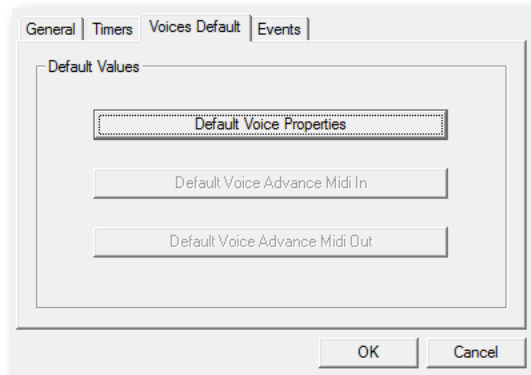 General Timers Voices Default Events
Default Values
Default Voice Properties
Default Voice Advance Midi In
Default Voice Advance Midi Out
OK Cancel